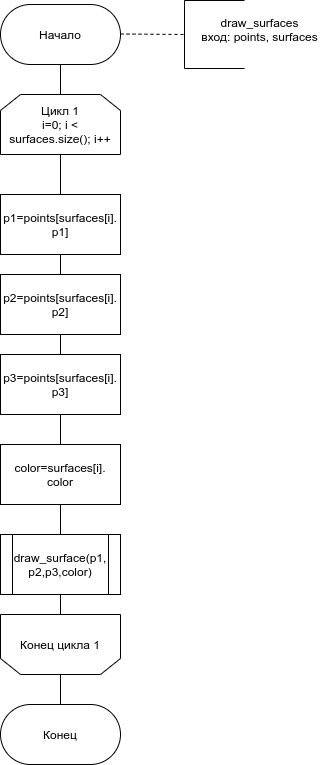 Начало
draw_surfaces
вход: points, surfaces
Цикл 1
i=0; i <
surfaces.size(); i++
p1=points[surfaces[i].
p1]
p2=points[surfaces[i].
p2]
p3=points[surfaces[i].
p3]
color=surfaces[i].
color
draw_surface(p1,
p2,p3,color)
Конец цикла 1
Конец